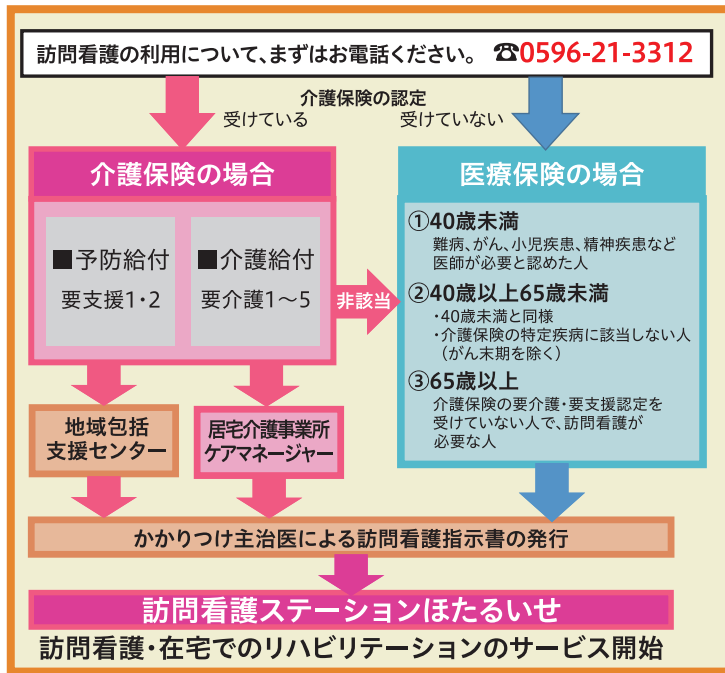 訪問看護の利用について、まずはお電話ください。 ☎0596-21-3312
介護保険の認定
受けている
受けていない
介護保険の場合
■予防給付
要支援1・2
■介護給付
要介護1～5
非該当
医療保険の場合
①40歳未満
難病、がん、小児疾患、精神疾患など
医師が必要と認めた人
②40歳以上65歳未満
・40歳未満と同様
・介護保険の特定疾病に該当しない人
（がん末期を除く）
③65歳以上
介護保険の要介護・要支援認定を
受けていない人で、訪問看護が
必要な人
地域包括
支援センター
居宅介護事業所
ケアマネージャー
かかりつけ主治医による訪問看護指示書の発行
訪問看護ステーションほたるいせ
訪問看護・在宅でのリハビリテーションのサービス開始